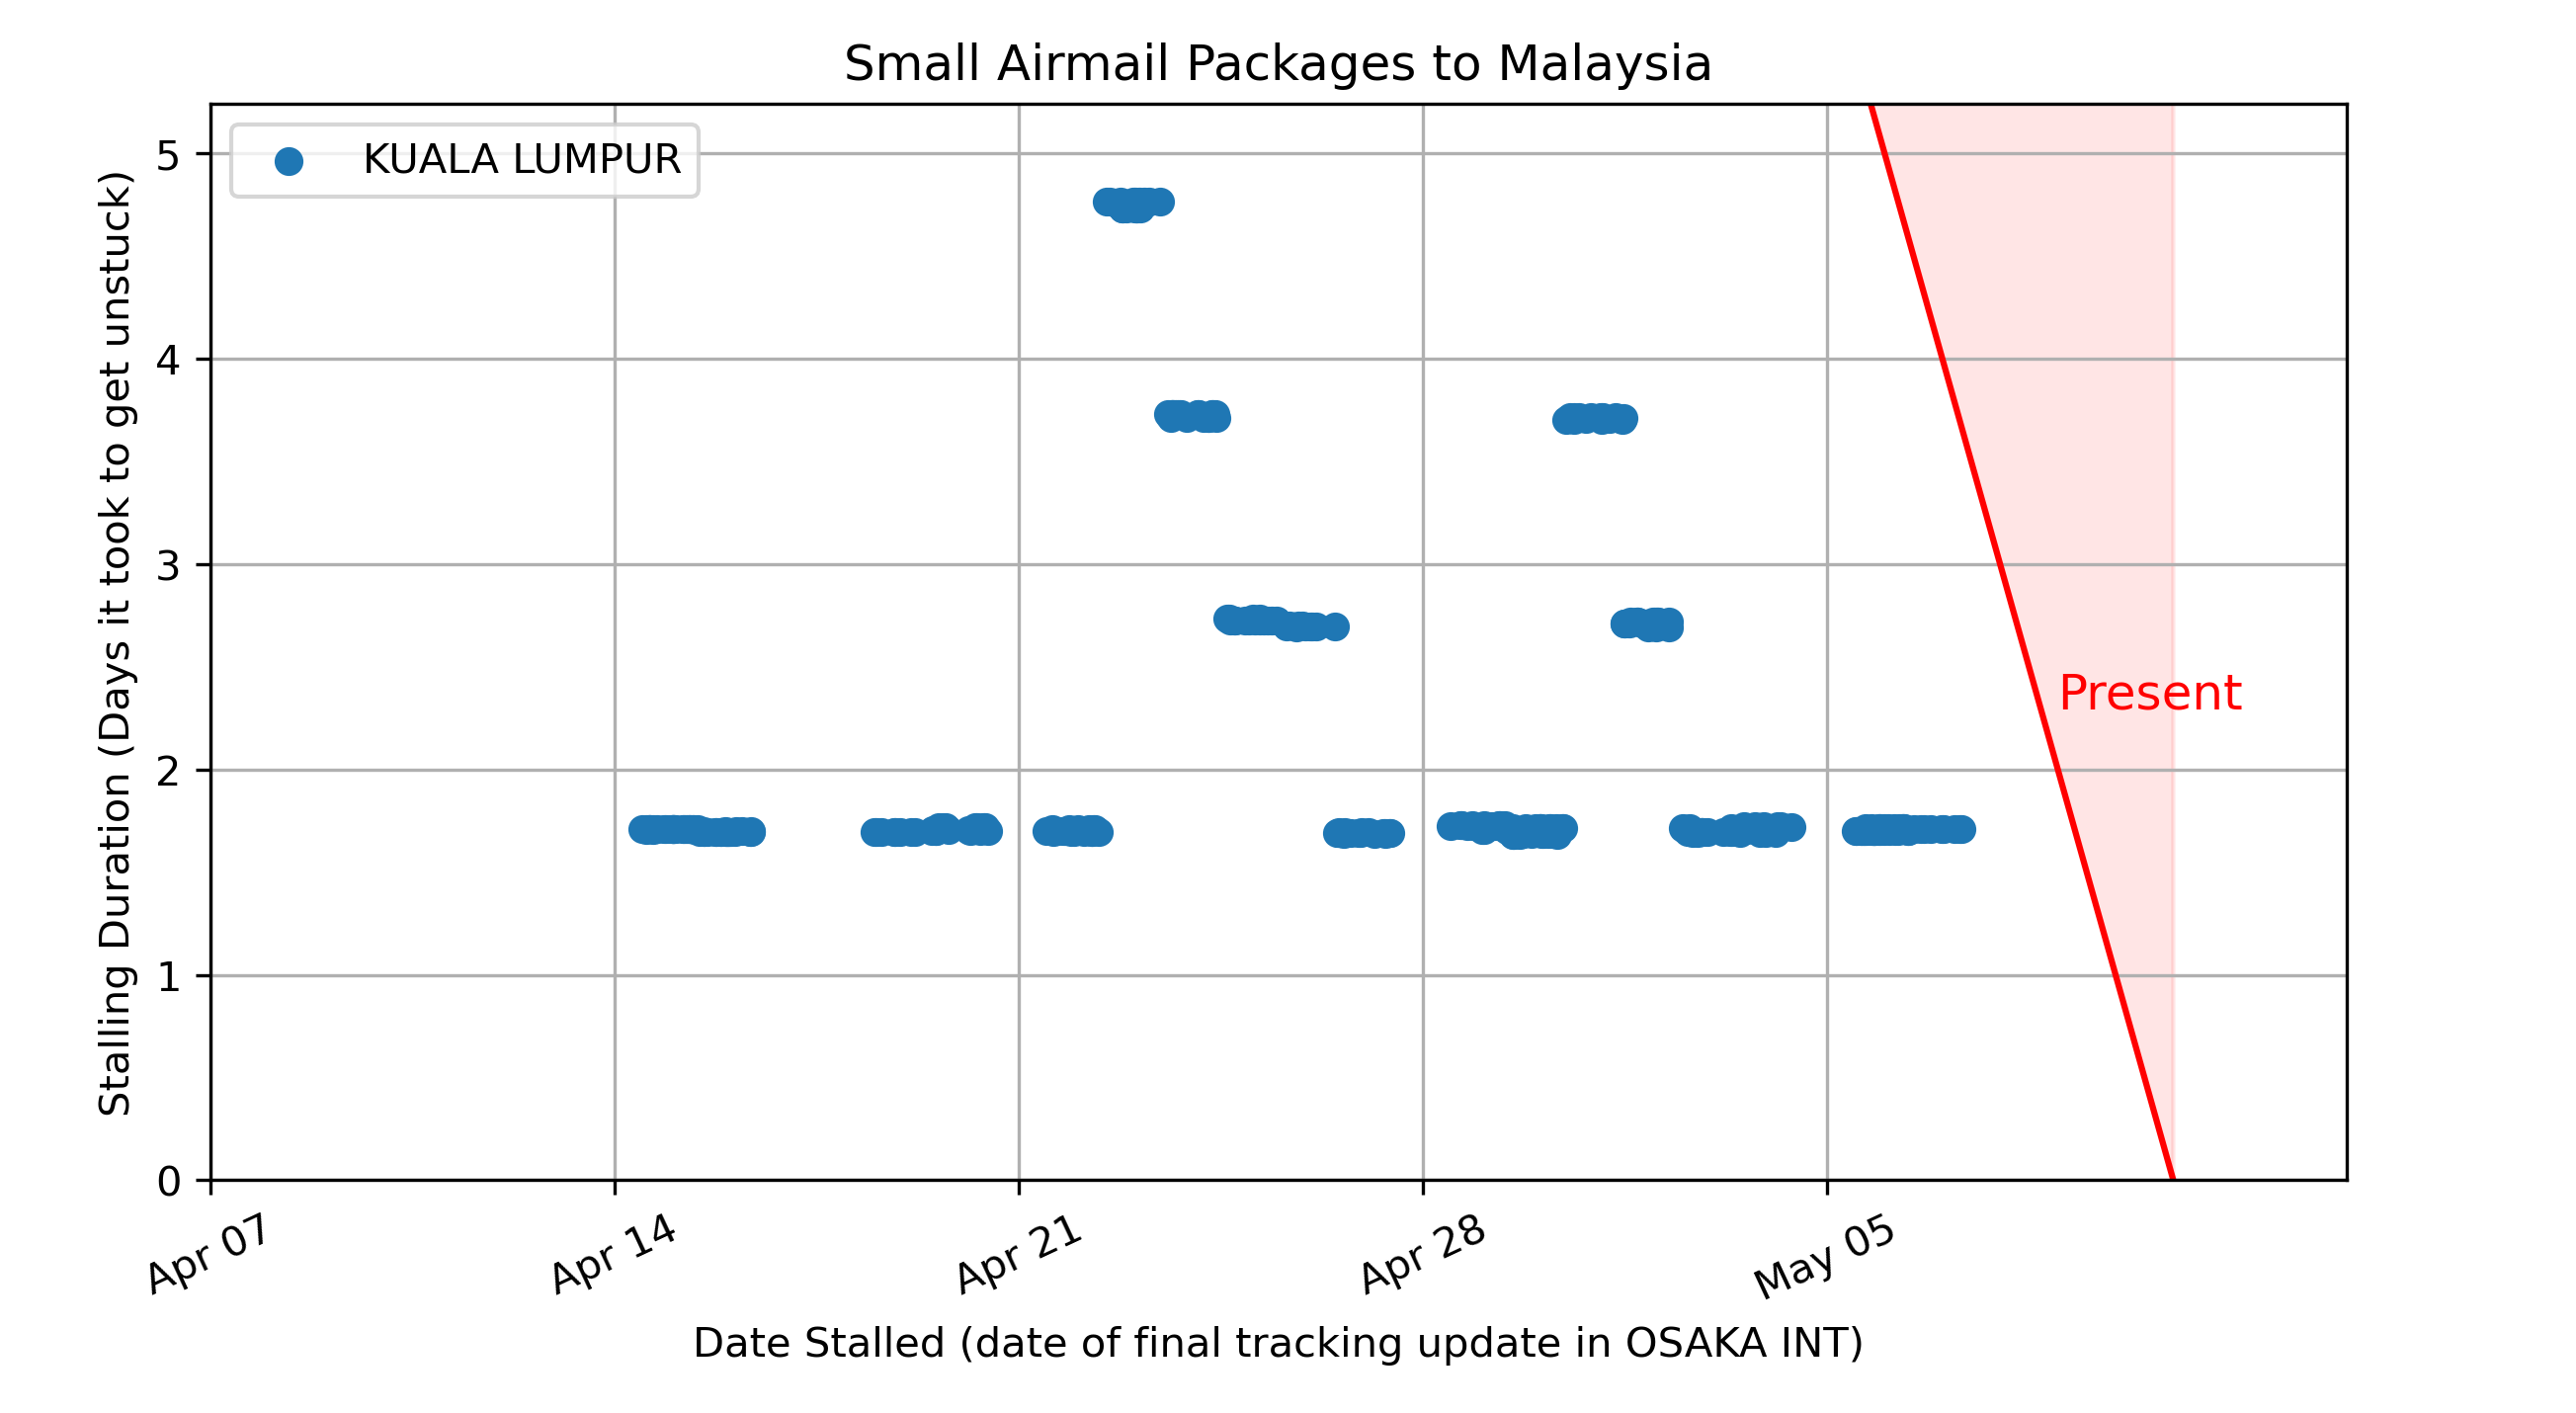 Small Airmail Packages to Malaysia
KUALA LUMPUR
Stalling Duration (Days it took to get unstuck)
5
4
3
2
1
0
Present
Apr 07
Apr 14
Apr 21
Apr 28
May 05
Date Stalled (date of final tracking update in OSAKA INT)